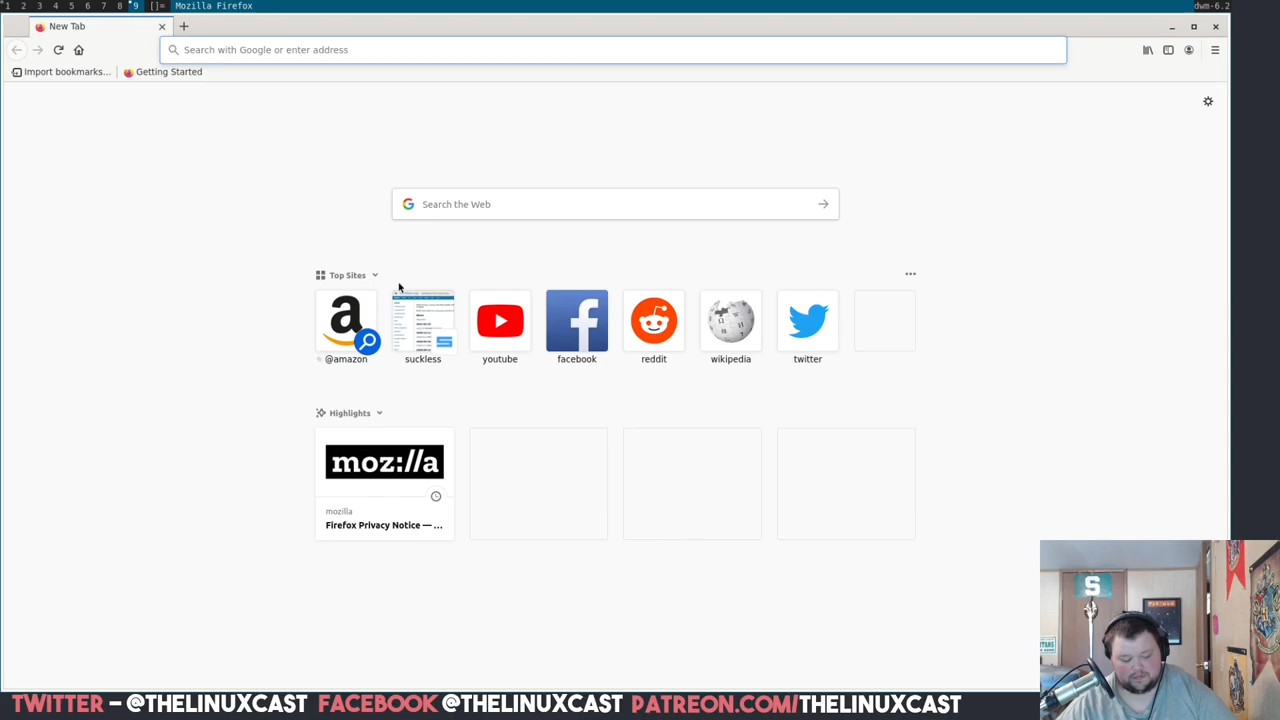 1 2 3 4 5 6 7 8 9 []= Mozilla Firefox dwm-6.2
New Tab
Search with Google or enter address
Import bookmarks... Getting Started
Search the Web
Top Sites
a
@amazon suckless youtube facebook reddit wikipedia twitter
Highlights
moz://a
mozilla
Firefox Privacy Notice — ...
S
TWITTER – @THELINUXCAST FACEBOOK @THELINUXCAST PATREON.COM/THELINUXCAST